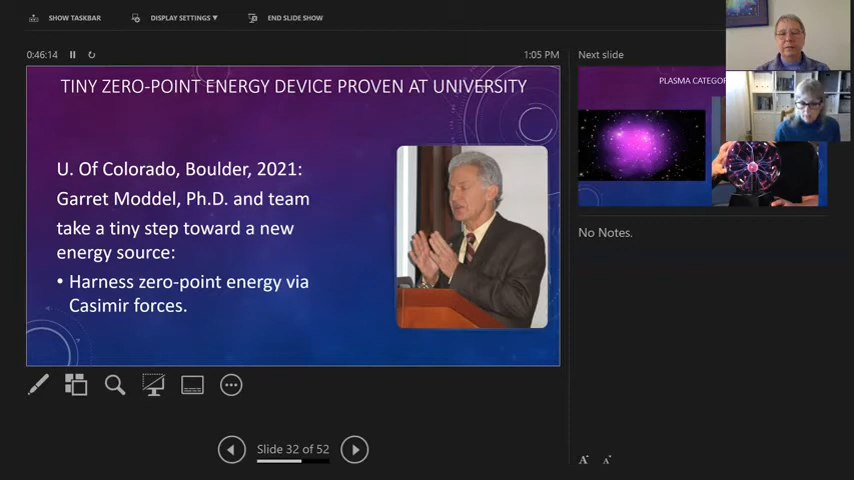 SHOW TASKBAR
DISPLAY SETTINGS ▼
END SLIDE SHOW
0:46:14
1:05 PM
TINY ZERO-POINT ENERGY DEVICE PROVEN AT UNIVERSITY
U. Of Colorado, Boulder, 2021:
Garret Moddel, Ph.D. and team
take a tiny step toward a new
energy source:
• Harness zero-point energy via
Casimir forces.
Slide 32 of 52
Next slide
PLASMA
No Notes.
A
A